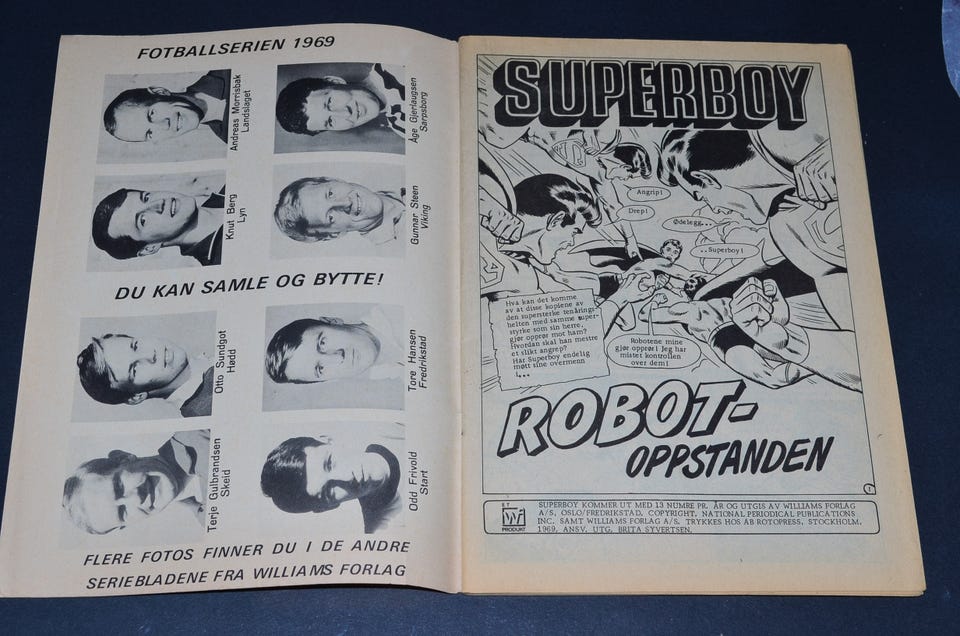 FOTBALLSERIEN 1969
Andreas Morrisbak
Landslaget
Åge Gjerlaugsen
Sarpsborg
Knut Berg
Lyn
Gunnar Steen
Viking
DU KAN SAMLE OG BYTTE!
Otto Sundgot
Hødd
Tore Hansen
Fredrikstad
Terje Gulbrandsen
Skeid
Odd Frivold
Start
FLERE FOTOS FINNER DU I DE ANDRE
SERIEBLADENE FRA WILLIAMS FORLAG
SUPERBOY
Angrip!
Drep!
Ødelegg...
..Superboy!
Hva kan det komme
av at disse kopiene av
den supersterke tenårings-
helten med samme super-
styrke som sin herre,
gjør opprør mot ham?
Hvordan skal han mestre
et slikt angrep?
Har Superboy endelig
møtt sine overmenn
i...
Robotene mine
gjør opprør! Jeg har
mistet kontrollen
over dem!
ROBOT-
OPPSTANDEN
1
ET
Wf
PRODUKT
SUPERBOY KOMMER UT MED 13 NUMRE PR. ÅR OG UTGIS AV WILLIAMS FORLAG
A/S, OSLO/FREDRIKSTAD. COPYRIGHT, NATIONAL PERIODICAL PUBLICATIONS
INC. SAMT WILLIAMS FORLAG A/S. TRYKKES HOS AB ROTOPRESS, STOCKHOLM.
1969. ANSV. UTG. BRITA SYVERTSEN.